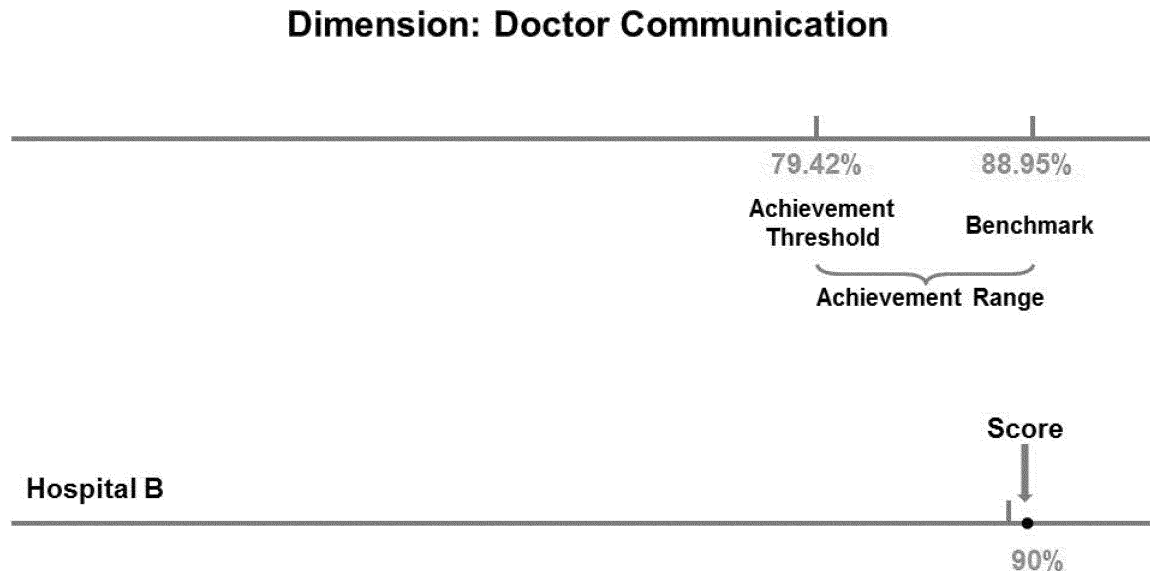 Dimension: Doctor Communication
79.42%
88.95%
Achievement
Threshold
Benchmark
Achievement Range
Score
Hospital B
90%